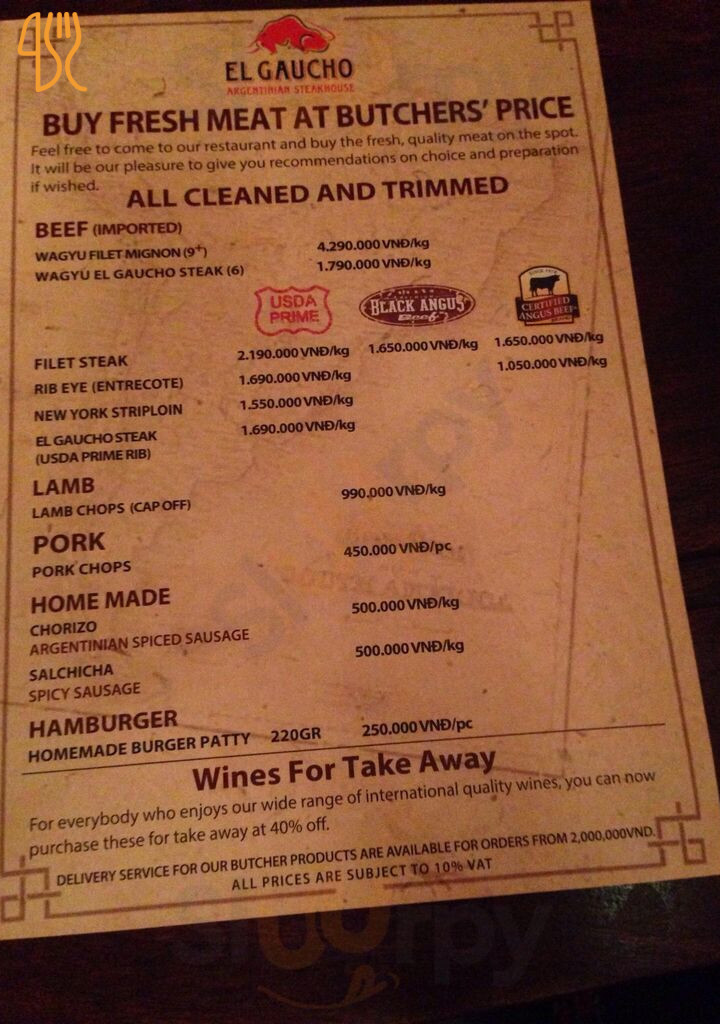 EL GAUCHO
ARGENTINIAN STEAKHOUSE
BUY FRESH MEAT AT BUTCHERS' PRICE
Feel free to come to our restaurant and buy the fresh, quality meat on the spot.
It will be our pleasure to give you recommendations on choice and preparation
if wished.
ALL CLEANED AND TRIMMED
BEEF (IMPORTED)
WAGYU FILET MIGNON (9+) 4.290.000 VNĐ/kg
WAGYU EL GAUCHO STEAK (6) 1.790.000 VNĐ/kg
USDA PRIME
BLACK ANGUS Beef
CERTIFIED ANGUS BEEF
FILET STEAK 2.190.000 VNĐ/kg 1.650.000 VNĐ/kg 1.650.000 VNĐ/kg
RIB EYE (ENTRECOTE) 1.690.000 VNĐ/kg 1.050.000 VNĐ/kg
NEW YORK STRIPLOIN 1.550.000 VNĐ/kg
EL GAUCHO STEAK 1.690.000 VNĐ/kg
(USDA PRIME RIB)
LAMB
LAMB CHOPS (CAP OFF) 990.000 VNĐ/kg
PORK
PORK CHOPS 450.000 VNĐ/pc
HOME MADE
CHORIZO 500.000 VNĐ/kg
ARGENTINIAN SPICED SAUSAGE
SALCHICHA 500.000 VNĐ/kg
SPICY SAUSAGE
HAMBURGER
HOMEMADE BURGER PATTY 220GR 250.000 VNĐ/pc
Wines For Take Away
For everybody who enjoys our wide range of international quality wines, you can now
purchase these for take away at 40% off.
DELIVERY SERVICE FOR OUR BUTCHER PRODUCTS ARE AVAILABLE FOR ORDERS FROM 2,000,000VND.
ALL PRICES ARE SUBJECT TO 10% VAT
Sloorpy